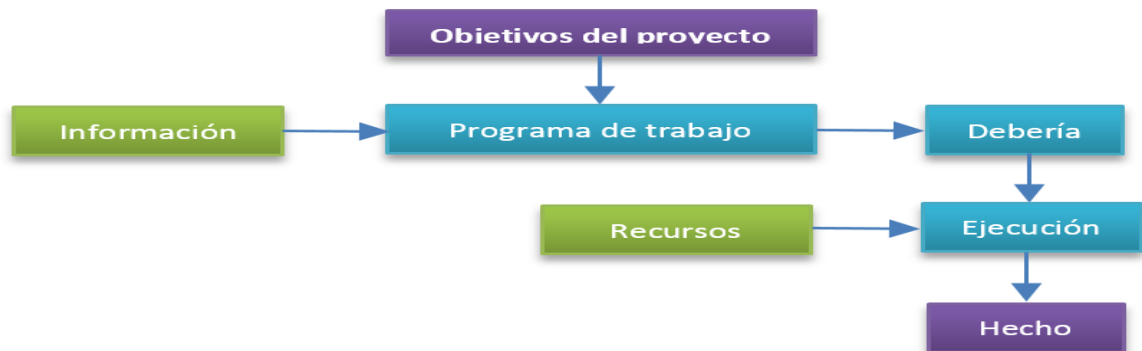 Objetivos del proyecto
Información
Programa de trabajo
Debería
Recursos
Ejecución
Hecho